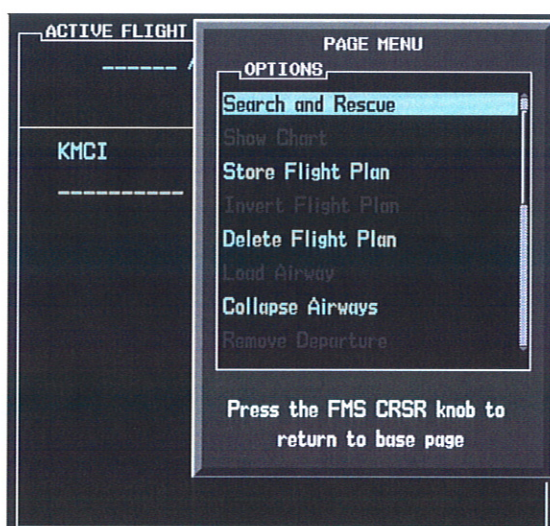 ACTIVE FLIGHT
PAGE MENU
OPTIONS
Search and Rescue
Show Chart
KMCI
Store Flight Plan
Invert Flight Plan
Delete Flight Plan
Load Airway
Collapse Airways
Remove Departure
Press the FMS CRSR knob to
return to base page